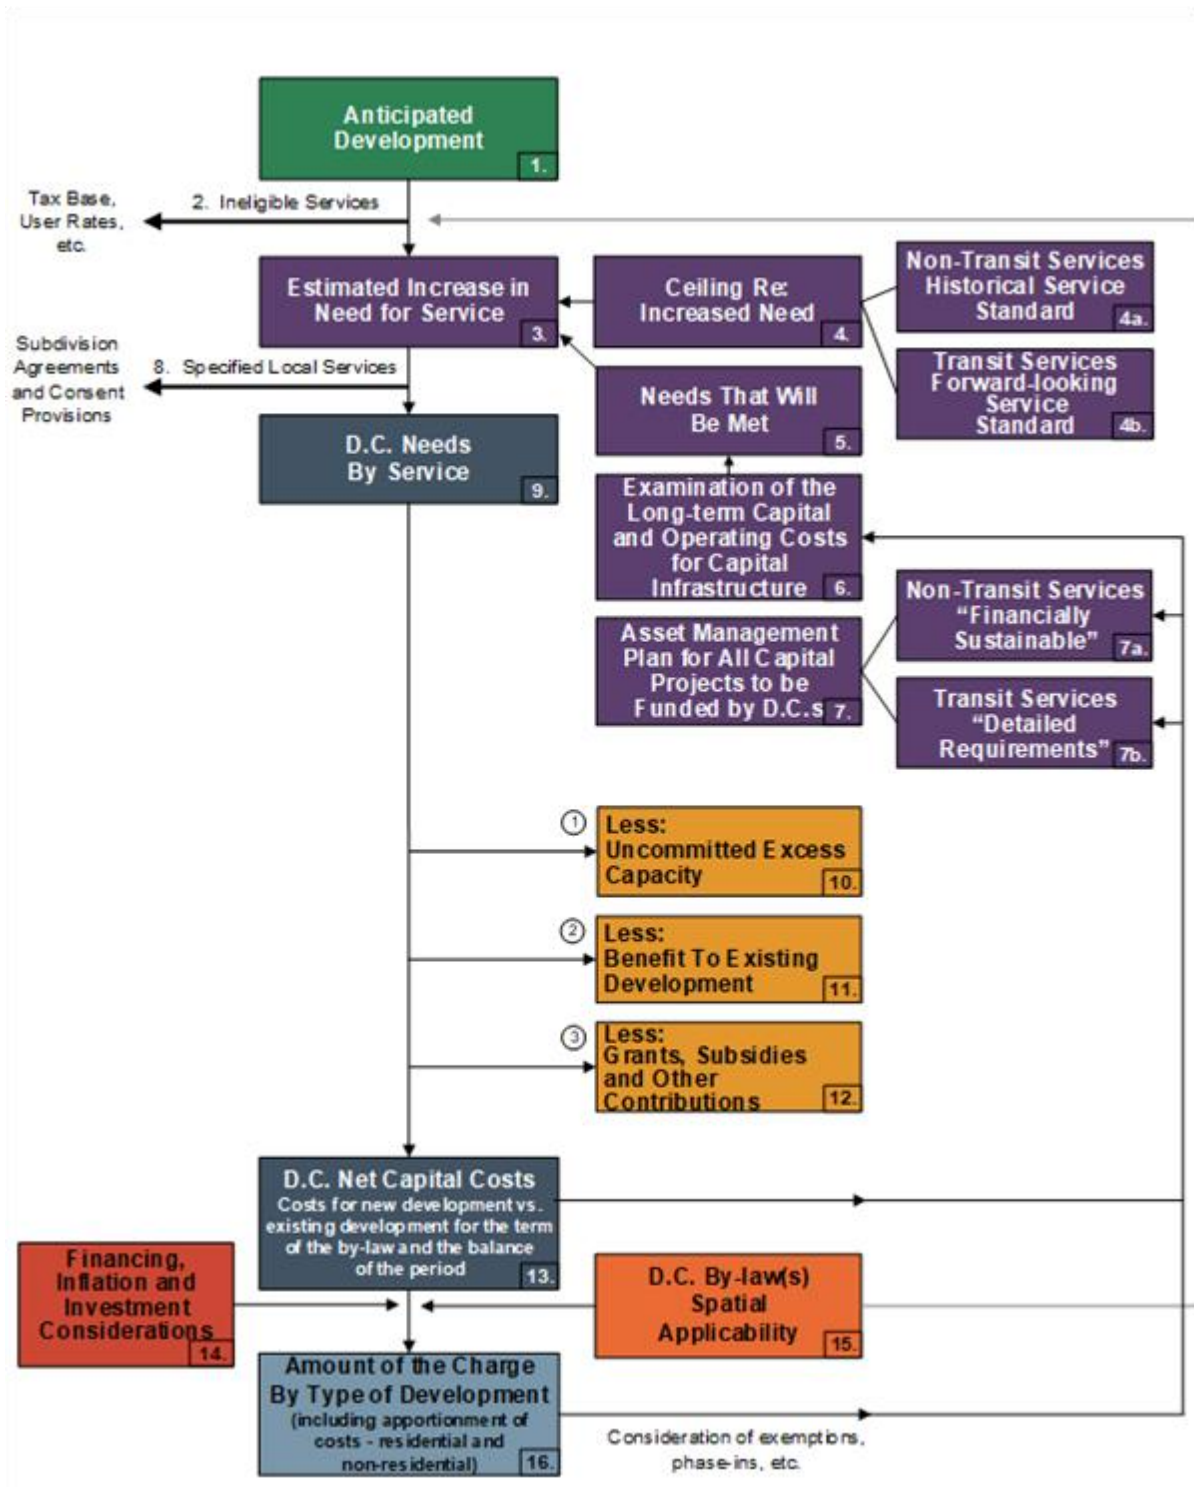 Anticipated
Development
1.
Tax Base,
User Rates,
etc.
2. Ineligible Services
Estimated Increase in
Need for Service
3.
Ceiling Re:
Increased Need
4.
Non-Transit Services
Historical Service
Standard
4a.
Transit Services
Forward-looking
Service
Standard
4b.
Subdivision
Agreements
and Consent
Provisions
8. Specified Local Services
Needs That Will
Be Met
5.
D.C. Needs
By Service
9.
Examination of the
Long-term Capital
and Operating Costs
for Capital
Infrastructure
6.
Asset Management
Plan for All Capital
Projects to be
Funded by D.C.s
7.
Non-Transit Services
“Financially
Sustainable”
7a.
Transit Services
“Detailed
Requirements”
7b.
1
Less:
Uncommitted Excess
Capacity
10.
2
Less:
Benefit To Existing
Development
11.
3
Less:
Grants, Subsidies
and Other
Contributions
12.
D.C. Net Capital Costs
Costs for new development vs.
existing development for the term
of the by-law and the balance
of the period
13.
Financing,
Inflation and
Investment
Considerations
14.
D.C. By-law(s)
Spatial
Applicability
15.
Amount of the Charge
By Type of Development
(including apportionment of
costs - residential and
non-residential)
16.
Consideration of exemptions,
phase-ins, etc.